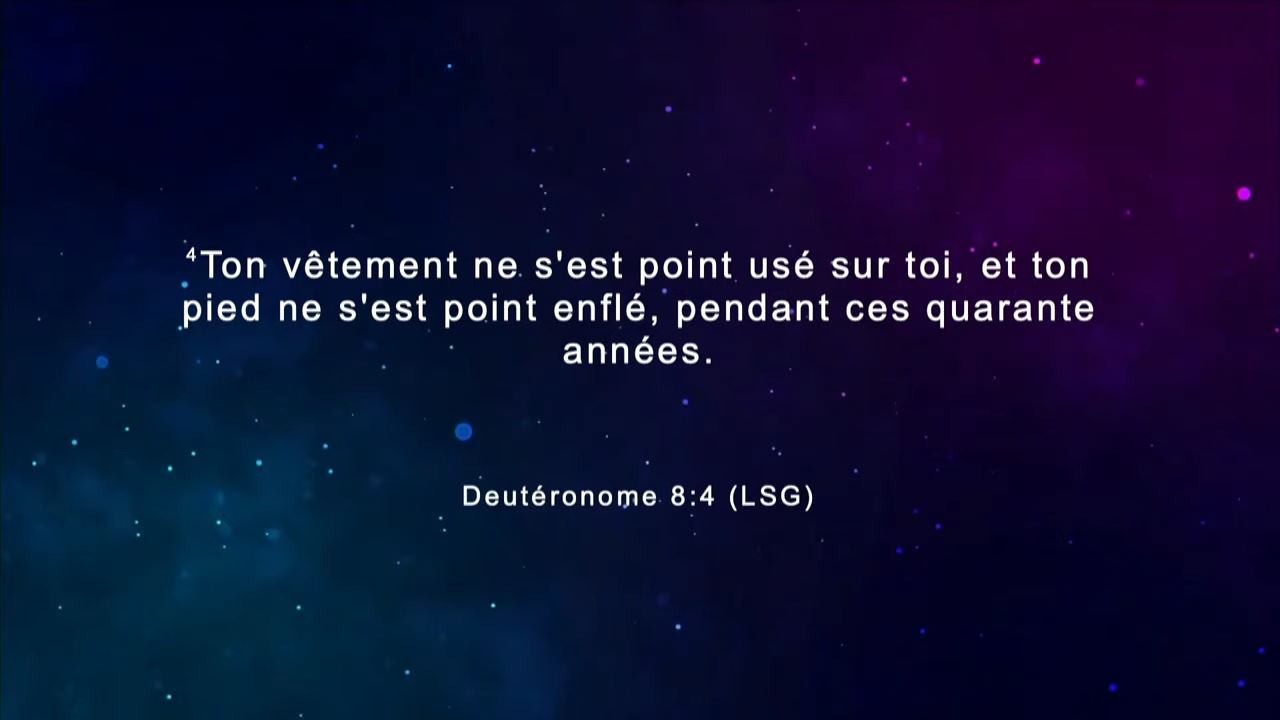 ⁴Ton vêtement ne s'est point usé sur toi, et ton
pied ne s'est point enflé, pendant ces quarante
années.
Deutéronome 8:4 (LSG)